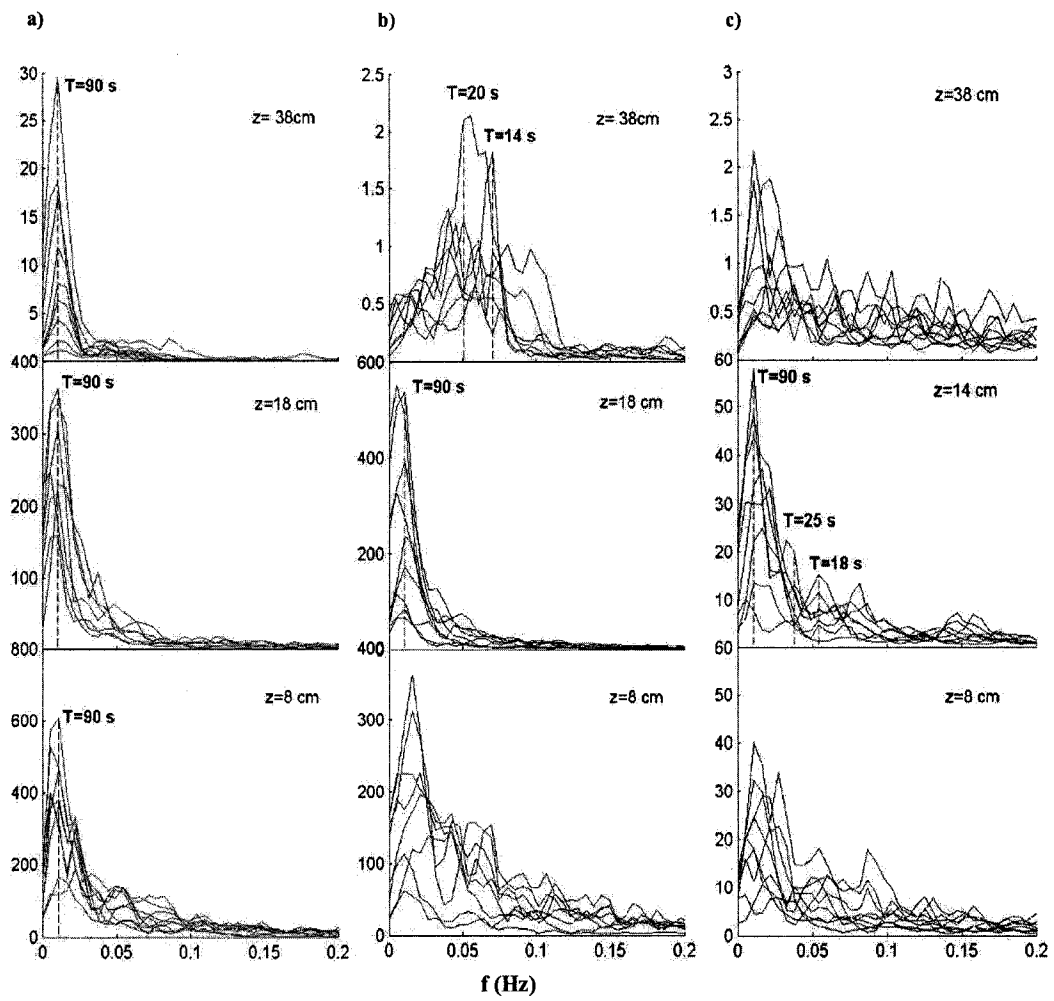 a)
b)
c)
30
25
20
15
10
5
400
T=90 s
z= 38cm
2.5
2
1.5
1
0.5
600
T=20 s
T=14 s
z= 38cm
3
2.5
2
1.5
1
0.5
60
z=38 cm
300
200
100
800
T=90 s
z=18 cm
400
200
400
0
T=90 s
z=18 cm
50
40
30
20
10
60
T=90 s
T=25 s
T=18 s
z=14 cm
600
400
200
0
T=90 s
z=8 cm
0 0.05 0.1 0.15 0.2
300
200
100
0
z=8 cm
0 0.05 0.1 0.15 0.2
50
40
30
20
10
0
z=8 cm
0 0.05 0.1 0.15 0.2
f (Hz)